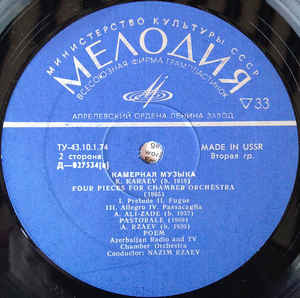 МИНИСТЕРСТВО КУЛЬТУРЫ СССР
МЕЛОДИЯ
ВСЕСОЮЗНАЯ ФИРМА ГРАМПЛАСТИНОК
▽33
АПРЕЛЕВСКИЙ ОРДЕНА ЛЕНИНА ЗАВОД
ТУ-43.10.1.74
MADE IN USSR
2 сторона
Вторая гр.
Д—027534(a)
КАМЕРНАЯ МУЗЫКА
K. KARAEV (b. 1918)
FOUR PIECES FOR CHAMBER ORCHESTRA
(1965)
I. Prelude II. Fugue
III. Allegro IV. Passacaglia
A. ALI-ZADE (b. 1937)
PASTORALE (1969)
A. RZAEV (b. 1930)
POEM
Azerbaijan Radio and TV
Chamber Orchestra
Conductor: NAZIM RZAEV